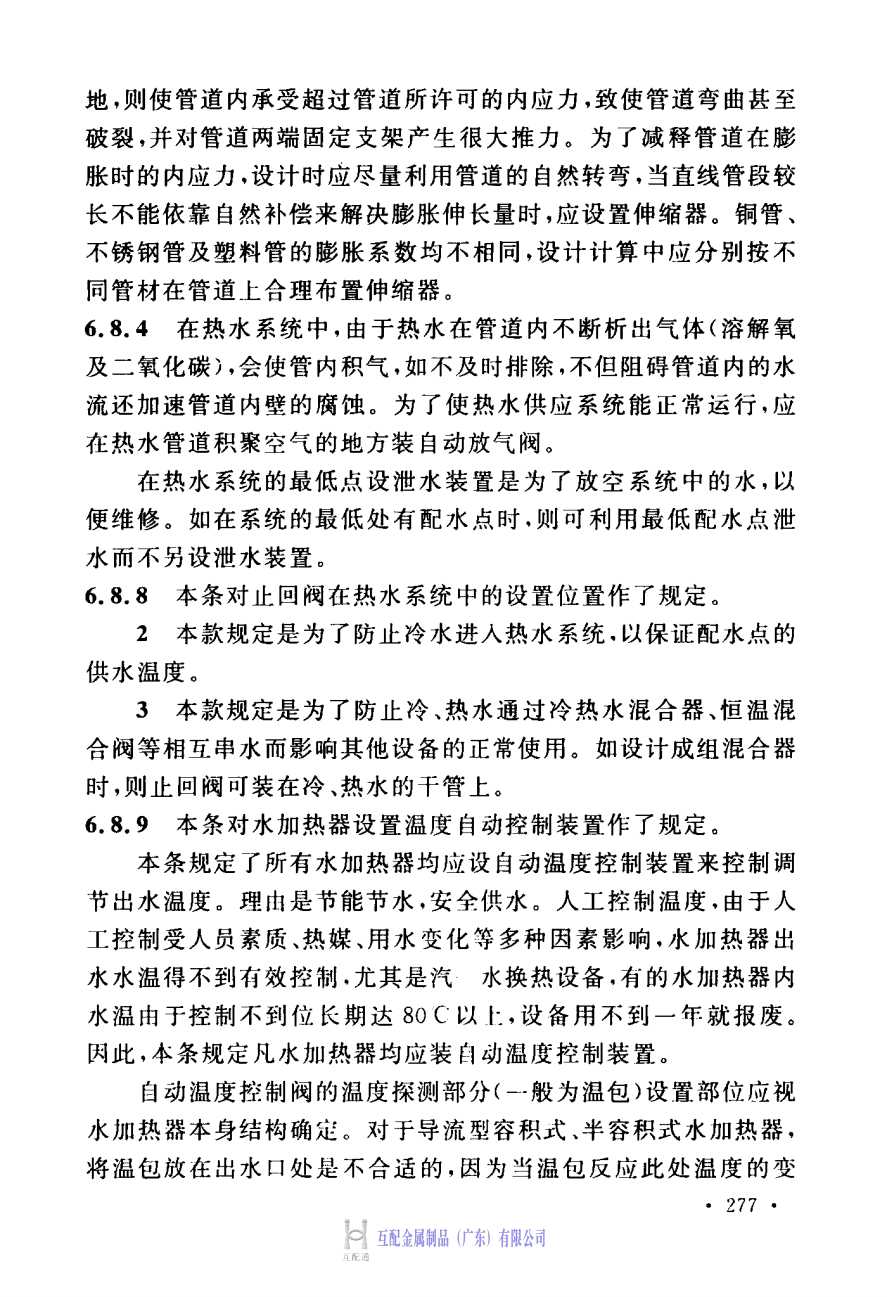 地,则使管道内承受超过管道所许可的内应力,致使管道弯曲甚至
破裂,并对管道两端固定支架产生很大推力。为了减释管道在膨
胀时的内应力,设计时应尽量利用管道的自然转弯,当直线管段较
长不能依靠自然补偿来解决膨胀伸长量时,应设置伸缩器。铜管、
不锈钢管及塑料管的膨胀系数均不相同,设计计算中应分别按不
同管材在管道上合理布置伸缩器。
6.8.4 在热水系统中,由于热水在管道内不断析出气体(溶解氧
及二氧化碳),会使管内积气,如不及时排除,不但阻碍管道内的水
流还加速管道内壁的腐蚀。为了使热水供应系统能正常运行,应
在热水管道积聚空气的地方装自动放气阀。
在热水系统的最低点设泄水装置是为了放空系统中的水,以
便维修。如在系统的最低处有配水点时,则可利用最低配水点泄
水而不另设泄水装置。
6.8.8 本条对止回阀在热水系统中的设置位置作了规定。
2 本款规定是为了防止冷水进入热水系统,以保证配水点的
供水温度。
3 本款规定是为了防止冷、热水通过冷热水混合器、恒温混
合阀等相互串水而影响其他设备的正常使用。如设计成组混合器
时,则止回阀可装在冷、热水的干管上。
6.8.9 本条对水加热器设置温度自动控制装置作了规定。
本条规定了所有水加热器均应设自动温度控制装置来控制调
节出水温度。理由是节能节水,安全供水。人工控制温度,由于人
工控制受人员素质、热媒、用水变化等多种因素影响,水加热器出
水水温得不到有效控制,尤其是汽 水换热设备,有的水加热器内
水温由于控制不到位长期达 80℃以上,设备用不到一年就报废。
因此,本条规定凡水加热器均应装自动温度控制装置。
自动温度控制阀的温度探测部分(一般为温包)设置部位应视
水加热器本身结构确定。对于导流型容积式、半容积式水加热器,
将温包放在出水口处是不合适的,因为当温包反应此处温度的变
• 277 •
互配金属制品(广东)有限公司
互配通